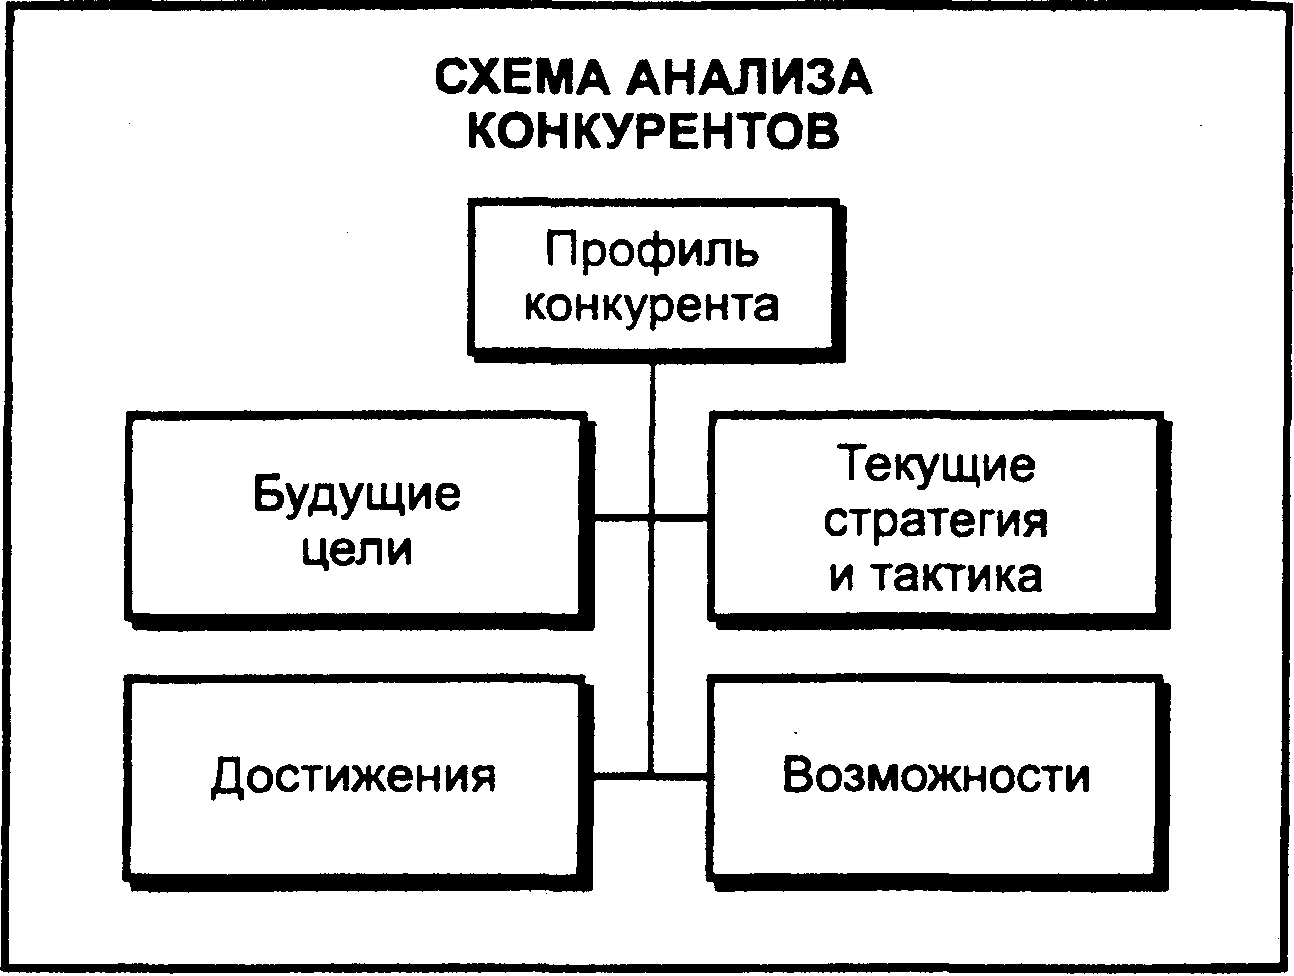 СХЕМА АНАЛИЗА
КОНКУРЕНТОВ
Профиль
конкурента
Будущие
цели
Текущие
стратегия
и тактика
Достижения
Возможности